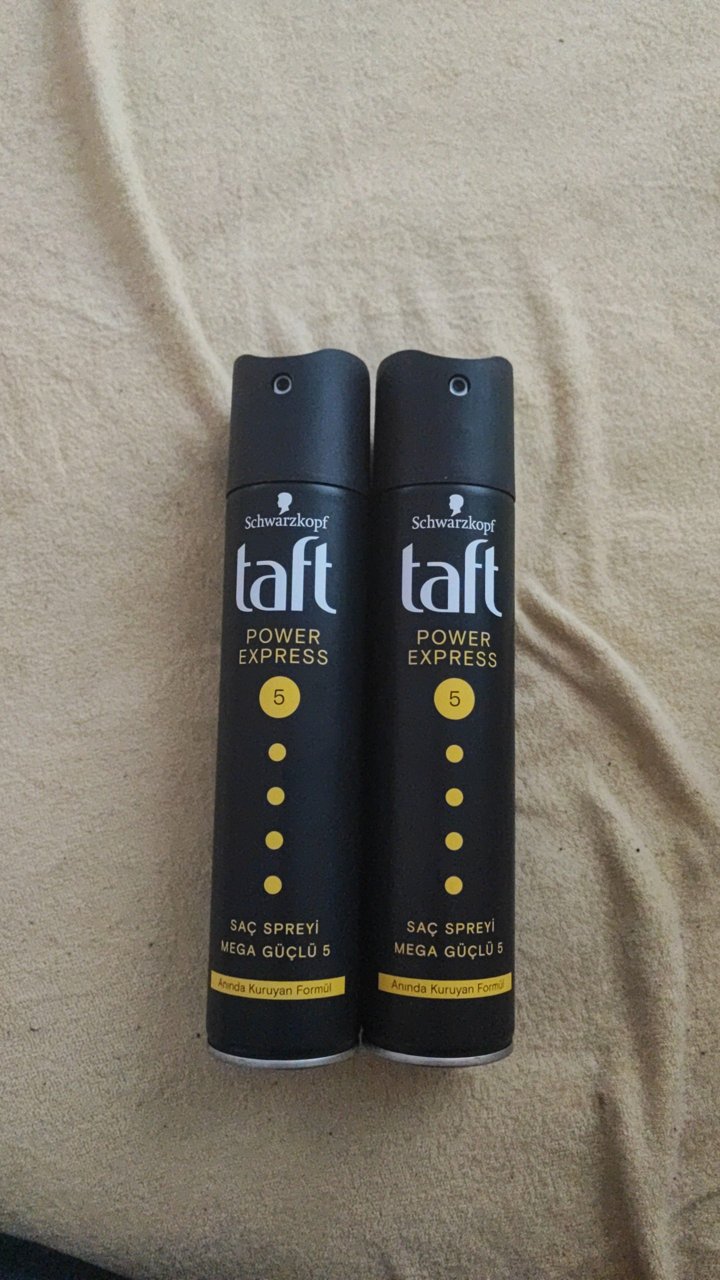 Schwarzkopf
taft
POWER
EXPRESS
5
SAÇ SPREYİ
MEGA GÜÇLÜ 5
Anında Kuruyan Formül
Schwarzkopf
taft
POWER
EXPRESS
5
SAÇ SPREYİ
MEGA GÜÇLÜ 5
Anında Kuruyan Formül